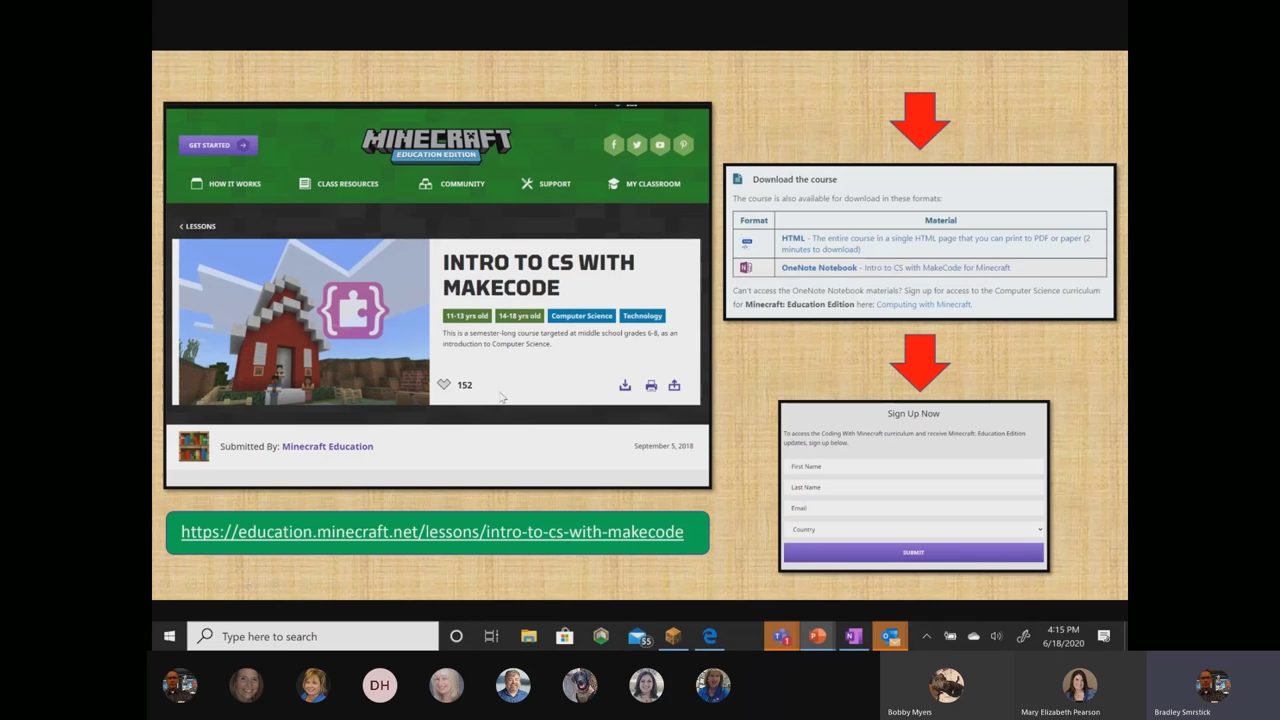 GET STARTED
MINECRAFT
EDUCATION EDITION
HOW IT WORKS
CLASS RESOURCES
COMMUNITY
SUPPORT
MY CLASSROOM
< LESSONS
INTRO TO CS WITH
MAKECODE
11-13 yrs old 14-18 yrs old Computer Science Technology
This is a semester-long course targeted at middle school grades 6-8, as an
introduction to Computer Science.
152
Submitted By: Minecraft Education
September 5, 2018
https://education.minecraft.net/lessons/intro-to-cs-with-makecode
Download the course
The course is also available for download in these formats:
Format Material
HTML - The entire course in a single HTML page that you can print to PDF or paper (2
minutes to download)
OneNote Notebook - Intro to CS with MakeCode for Minecraft
Can't access the OneNote Notebook materials? Sign up for access to the Computer Science curriculum
for Minecraft: Education Edition here: Computing with Minecraft.
Sign Up Now
To access the Coding With Minecraft curriculum and receive Minecraft: Education Edition
updates, sign up below.
First Name
Last Name
Email
Country
SUBMIT
Type here to search
55
1
4:15 PM
6/18/2020
DH
Bobby Myers
Mary Elizabeth Pearson
Bradley Smrstick